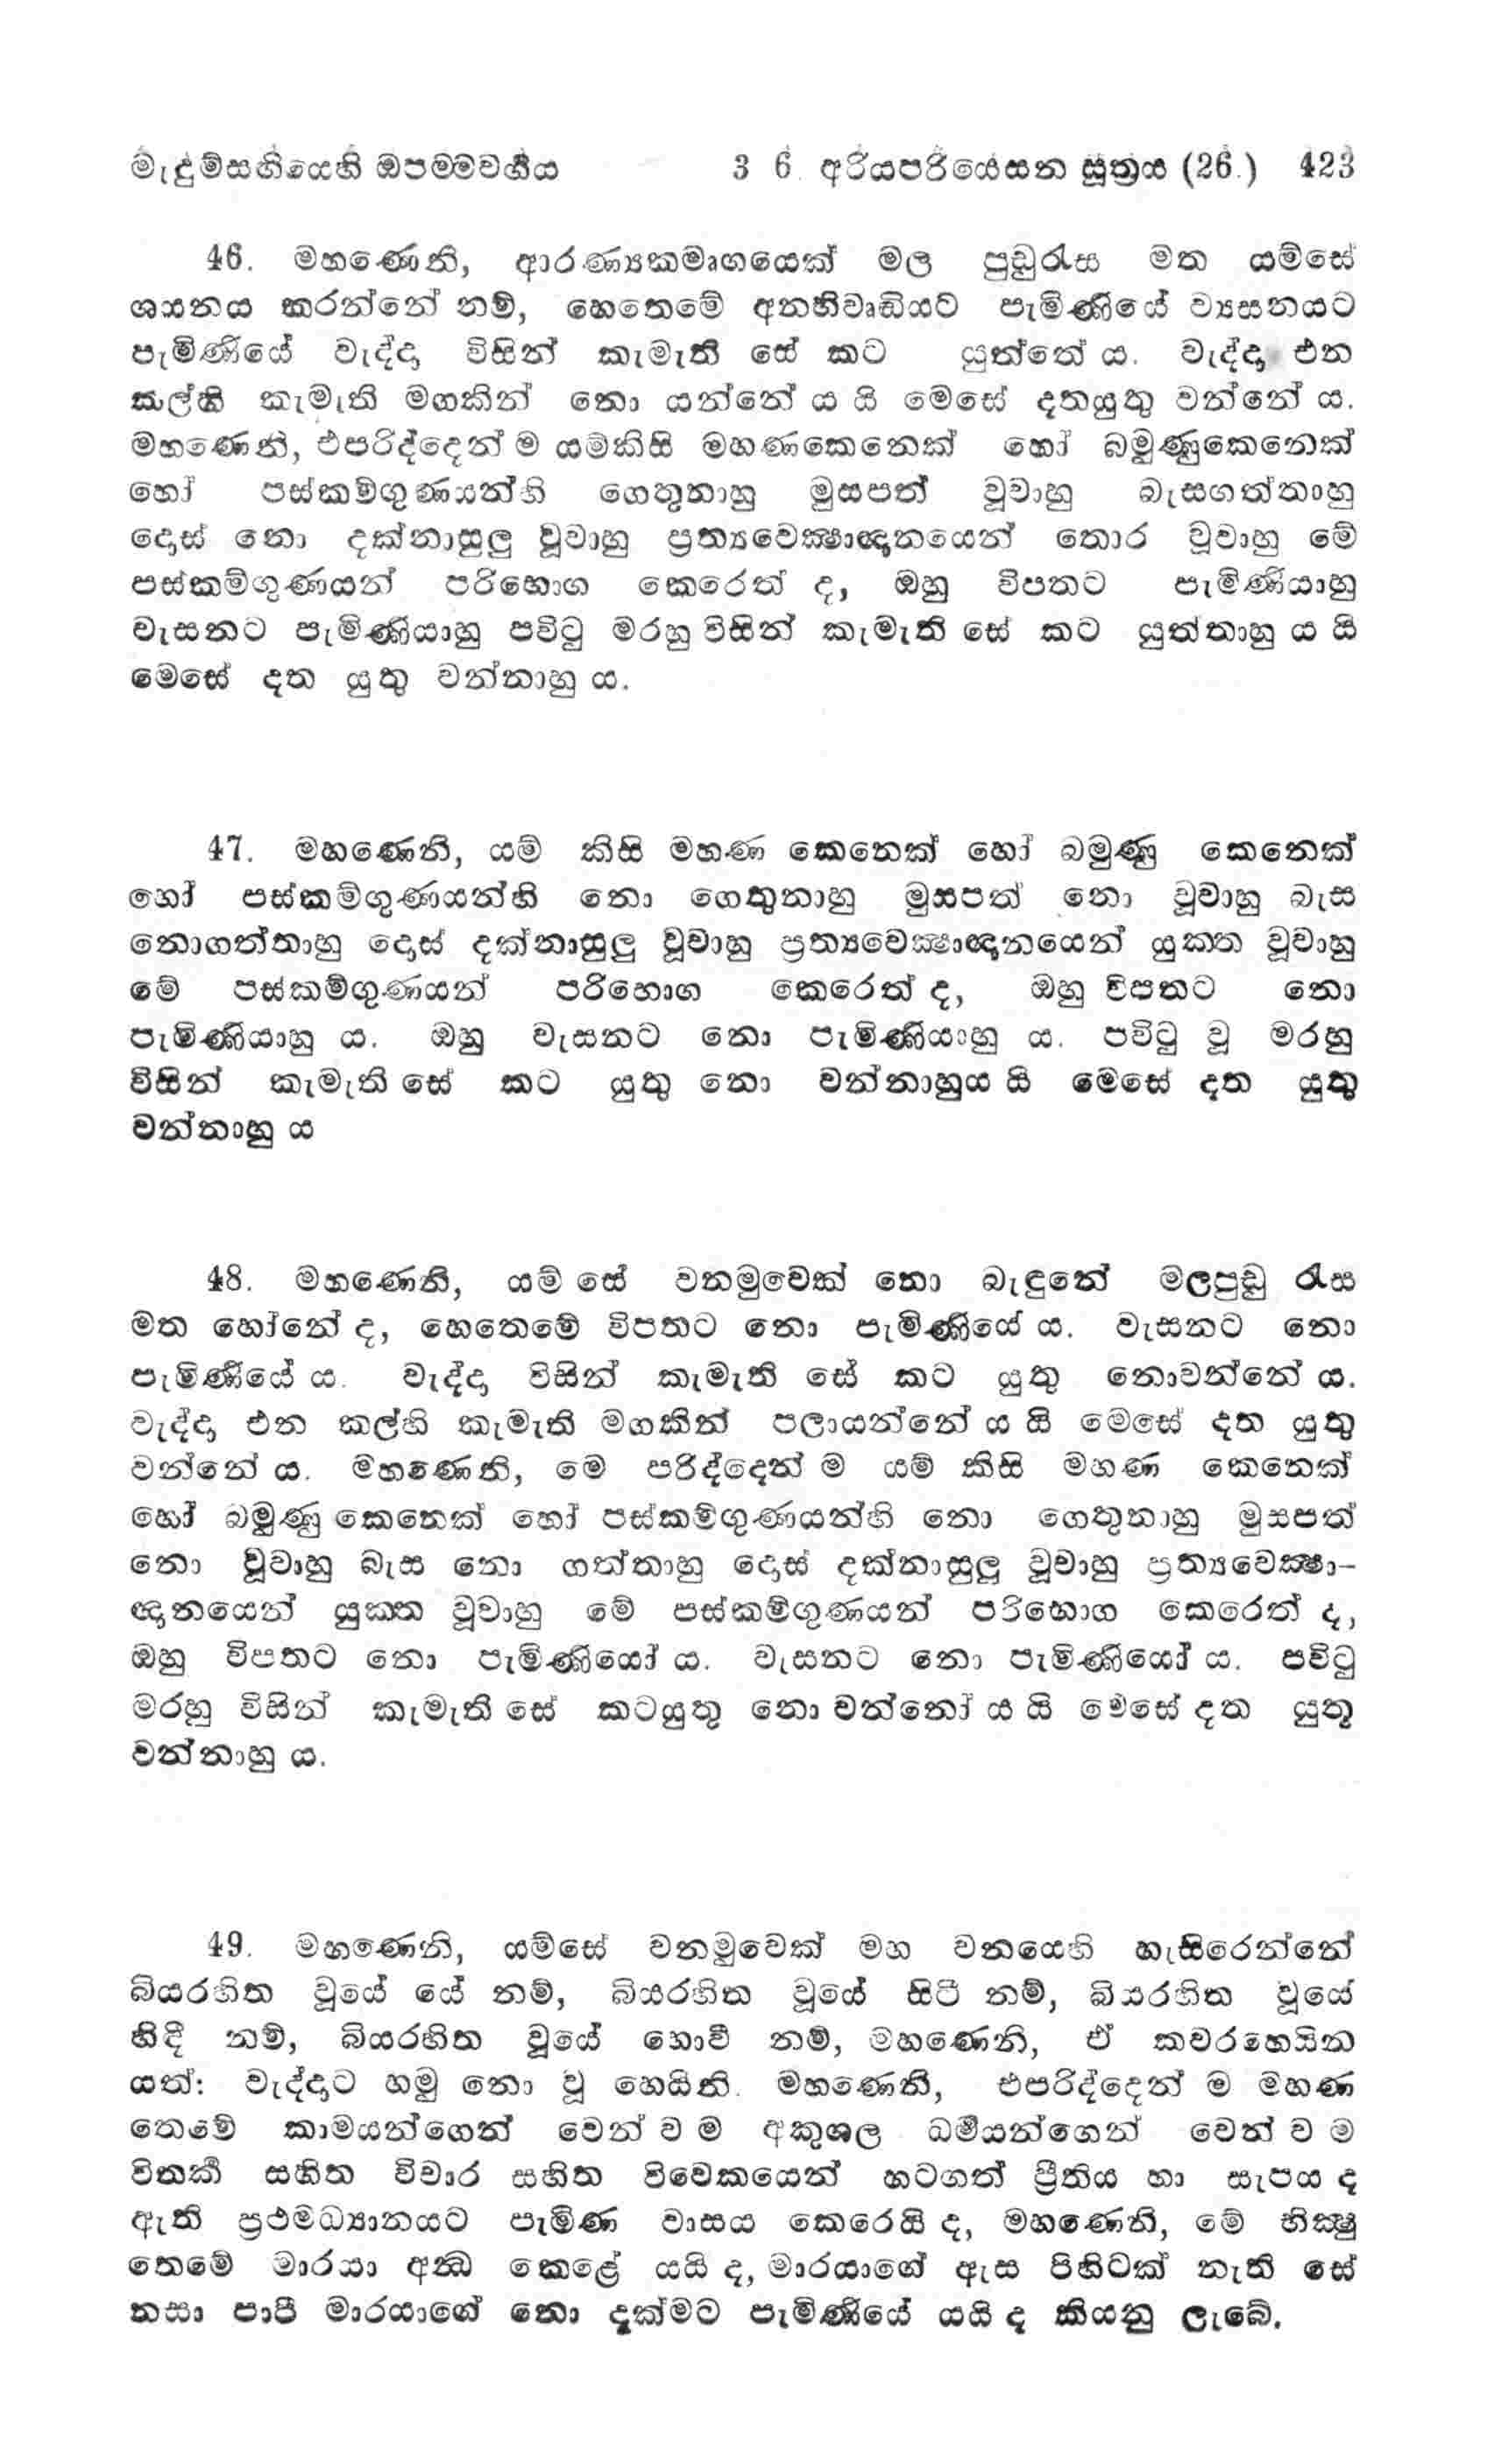 මැදුම්සඟියෙහි ඔපම්මවර්ගය 3 6. අරියපරියෙසන සූත්‍රය (26.) 423
46. මහණෙනි, ආරණ්‍යකමෘගයෙක් මල පුඩුරැස මත යම්සේ
ශයනය කරන්නේ නම්, හෙතෙමේ අනභිවෘද්ධියට පැමිණියේ ව්‍යසනයට
පැමිණියේ වැද්දා විසින් කැමැති සේ කට යුත්තේ ය. වැද්දා එන
කල්හි කැමැති මගකින් නො යන්නේ ය යි මෙසේ දතයුතු වන්නේ ය.
මහණෙනි, එපරිද්දෙන් ම යම්කිසි මහණකෙනෙක් හෝ බමුණුකෙනෙක්
හෝ පස්කම්ගුණයන්හි ගෙතුනාහු මුසපත් වූවාහු බැසගත්තාහු
දොස් නො දක්නාසුලු වූවාහු ප්‍රත්‍යවෙක්ෂාඥානයෙන් තොර වූවාහු මේ
පස්කම්ගුණයන් පරිභොග කෙරෙත් ද, ඔහු විපතට පැමිණියාහු
වැසනට පැමිණියාහු පවිටු මරහු විසින් කැමැති සේ කට යුත්තාහු ය යි
මෙසේ දත යුතු වන්නාහු ය.
47. මහණෙනි, යම් කිසි මහණ කෙනෙක් හෝ බමුණු කෙනෙක්
හෝ පස්කම්ගුණයන්හි නො ගෙතුනාහු මුසපත් නො වූවාහු බැස
නොගත්තාහු දොස් දක්නාසුලු වූවාහු ප්‍රත්‍යවෙක්ෂාඥානයෙන් යුක්ත වූවාහු
මේ පස්කම්ගුණයන් පරිභොග කෙරෙත් ද, ඔහු විපතට නො
පැමිණියාහු ය. ඔහු වැසනට නො පැමිණියාහු ය. පවිටු වූ මරහු
විසින් කැමැති සේ කට යුතු නො වන්නාහුය යි මෙසේ දත යුතු
වන්නාහු ය
48. මහණෙනි, යම් සේ වනමුවෙක් නො බැඳුනේ මලපුඩු රැස
මත හෝනේ ද, හෙතෙමේ විපතට නො පැමිණියේ ය. වැසනට නො
පැමිණියේ ය. වැද්දා විසින් කැමැති සේ කට යුතු නොවන්නේ ය.
වැද්දා එන කල්හි කැමැති මගකින් පලායන්නේ ය යි මෙසේ දත යුතු
වන්නේ ය. මහණෙනි, මෙ පරිද්දෙන් ම යම් කිසි මහණ කෙනෙක්
හෝ බමුණු කෙනෙක් හෝ පස්කම්ගුණයන්හි නො ගෙතුනාහු මුසපත්
නො වූවාහු බැස නො ගත්තාහු දොස් දක්නාසුලු වූවාහු ප්‍රත්‍යවෙක්ෂා-
ඥානයෙන් යුක්ත වූවාහු මේ පස්කම්ගුණයන් පරිභොග කෙරෙත් ද,
ඔහු විපතට නො පැමිණියෝ ය. වැසනට නො පැමිණියෝ ය. පවිටු
මරහු විසින් කැමැති සේ කටයුතු නො වන්නෝ ය යි මෙසේ දත යුතු
වන්නාහු ය.
49. මහණෙනි, යම්සේ වනමුවෙක් මහ වනයෙහි හැසිරෙන්නේ
බියරහිත වූයේ යේ නම්, බියරහිත වූයේ සිටී නම්, බියරහිත වූයේ
හිඳී නම්, බියරහිත වූයේ හොවී නම්, මහණෙනි, ඒ කවරහෙයින
යත්: වැද්දාට හමු නො වූ හෙයිනි. මහණෙනි, එපරිද්දෙන් ම මහණ
තෙමේ කාමයන්ගෙන් වෙන් ව ම අකුශල ධර්මයන්ගෙන් වෙන් ව ම
විතර්ක සහිත විචාර සහිත විවෙකයෙන් හටගත් ප්‍රීතිය හා සැපය ද
ඇති ප්‍රථමධ්‍යානයට පැමිණ වාසය කෙරෙයි ද, මහණෙනි, මේ භික්ෂු
තෙමේ මාරයා අන්ධ කෙළේ යයි ද, මාරයාගේ ඇස පිහිටක් නැති සේ
නසා පාපී මාරයාගේ නො දැක්මට පැමිණියේ යයි ද කියනු ලැබේ.